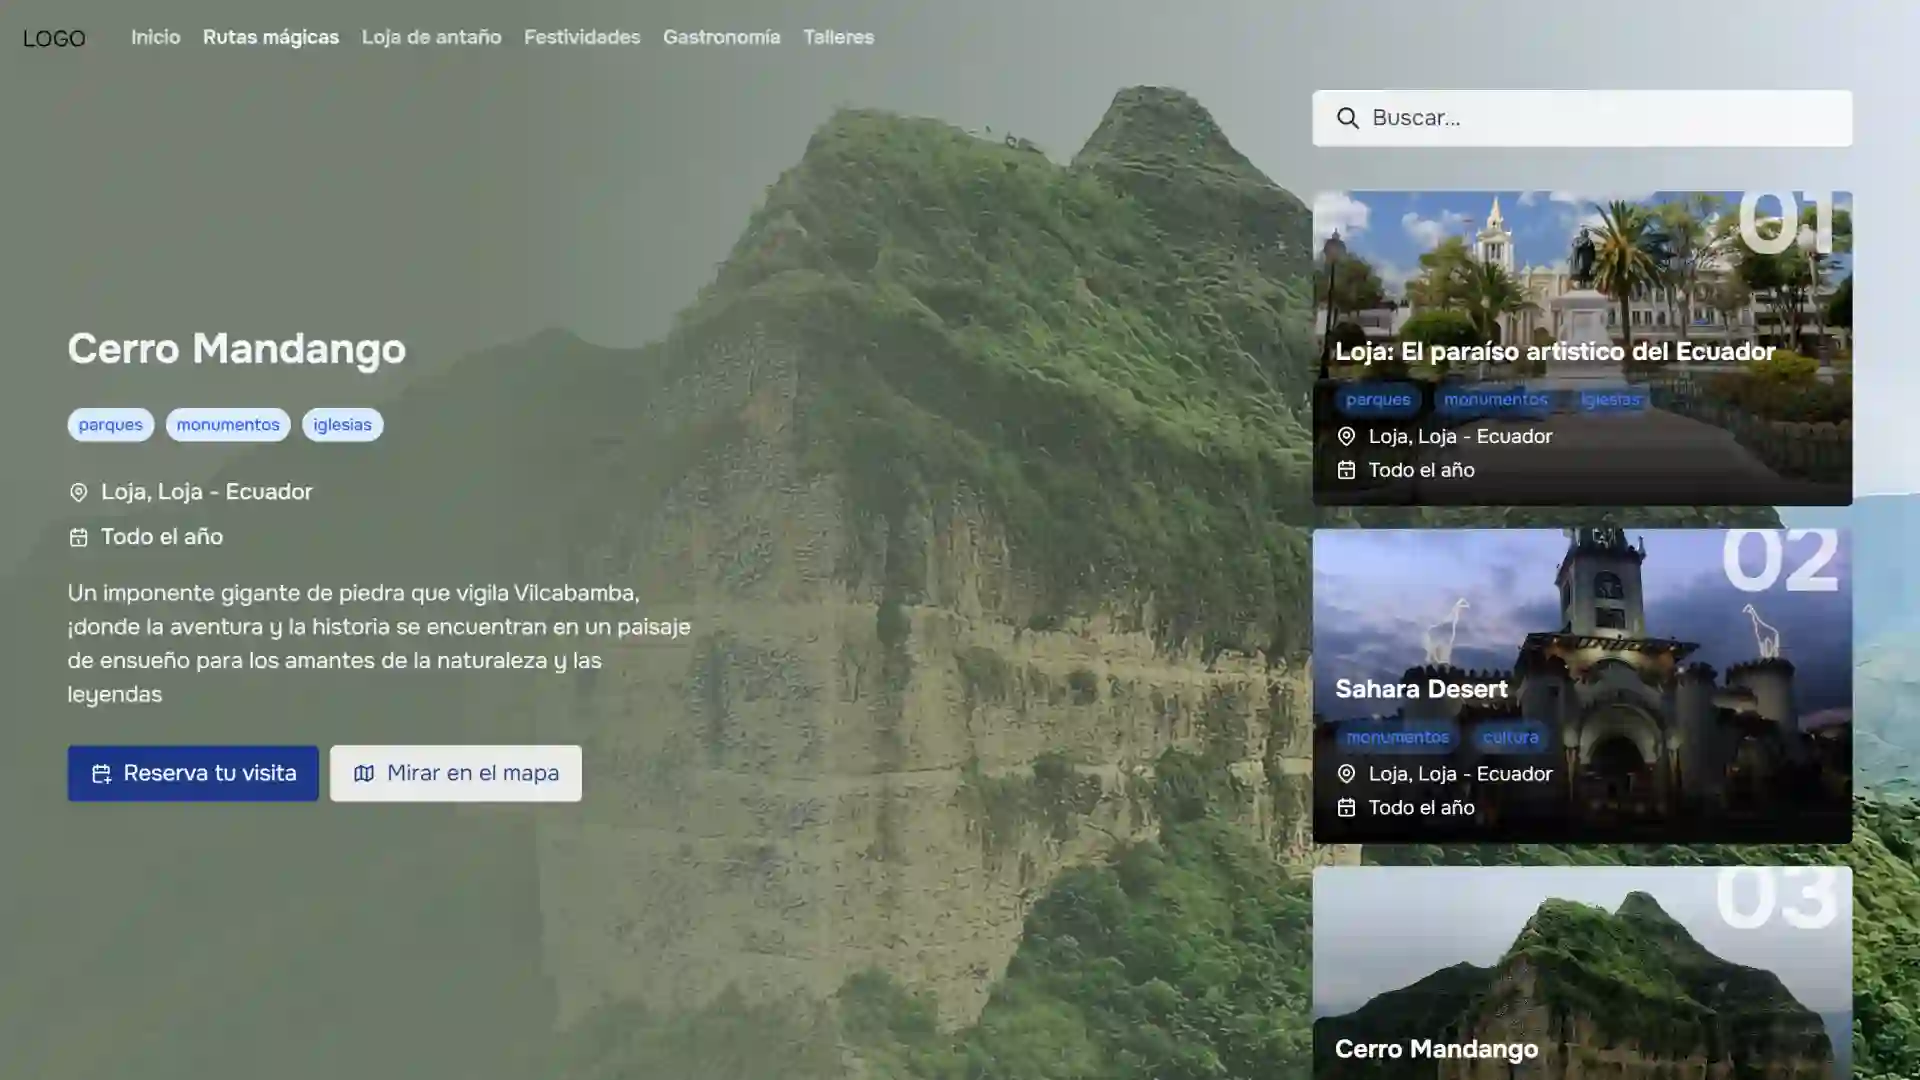 LOGO
Inicio
Rutas mágicas
Loja de antaño
Festividades
Gastronomía
Talleres
Cerro Mandango
parques
monumentos
iglesias
Loja, Loja - Ecuador
Todo el año
Un imponente gigante de piedra que vigila Vilcabamba,
¡donde la aventura y la historia se encuentran en un paisaje
de ensueño para los amantes de la naturaleza y las
leyendas
Reserva tu visita
Mirar en el mapa
Buscar...
01
Loja: El paraíso artistico del Ecuador
parques
monumentos
iglesias
Loja, Loja - Ecuador
Todo el año
02
Sahara Desert
monumentos
cultura
Loja, Loja - Ecuador
Todo el año
03
Cerro Mandango